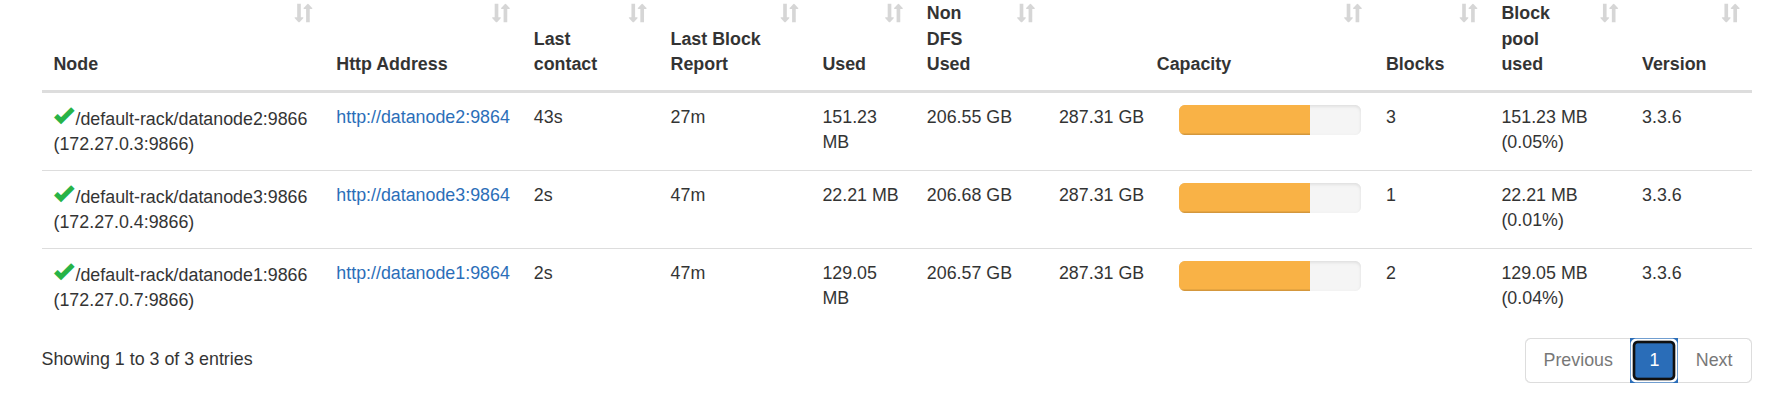 Node Http Address Last contact Last Block Report Used Non DFS Used Capacity Blocks Block pool used Version
/default-rack/datanode2:9866 http://datanode2:9864 43s 27m 151.23 206.55 GB 287.31 GB 3 151.23 MB 3.3.6
(172.27.0.3:9866) MB (0.05%)
/default-rack/datanode3:9866 http://datanode3:9864 2s 47m 22.21 MB 206.68 GB 287.31 GB 1 22.21 MB 3.3.6
(172.27.0.4:9866) (0.01%)
/default-rack/datanode1:9866 http://datanode1:9864 2s 47m 129.05 206.57 GB 287.31 GB 2 129.05 MB 3.3.6
(172.27.0.7:9866) MB (0.04%)
Showing 1 to 3 of 3 entries Previous 1 Next